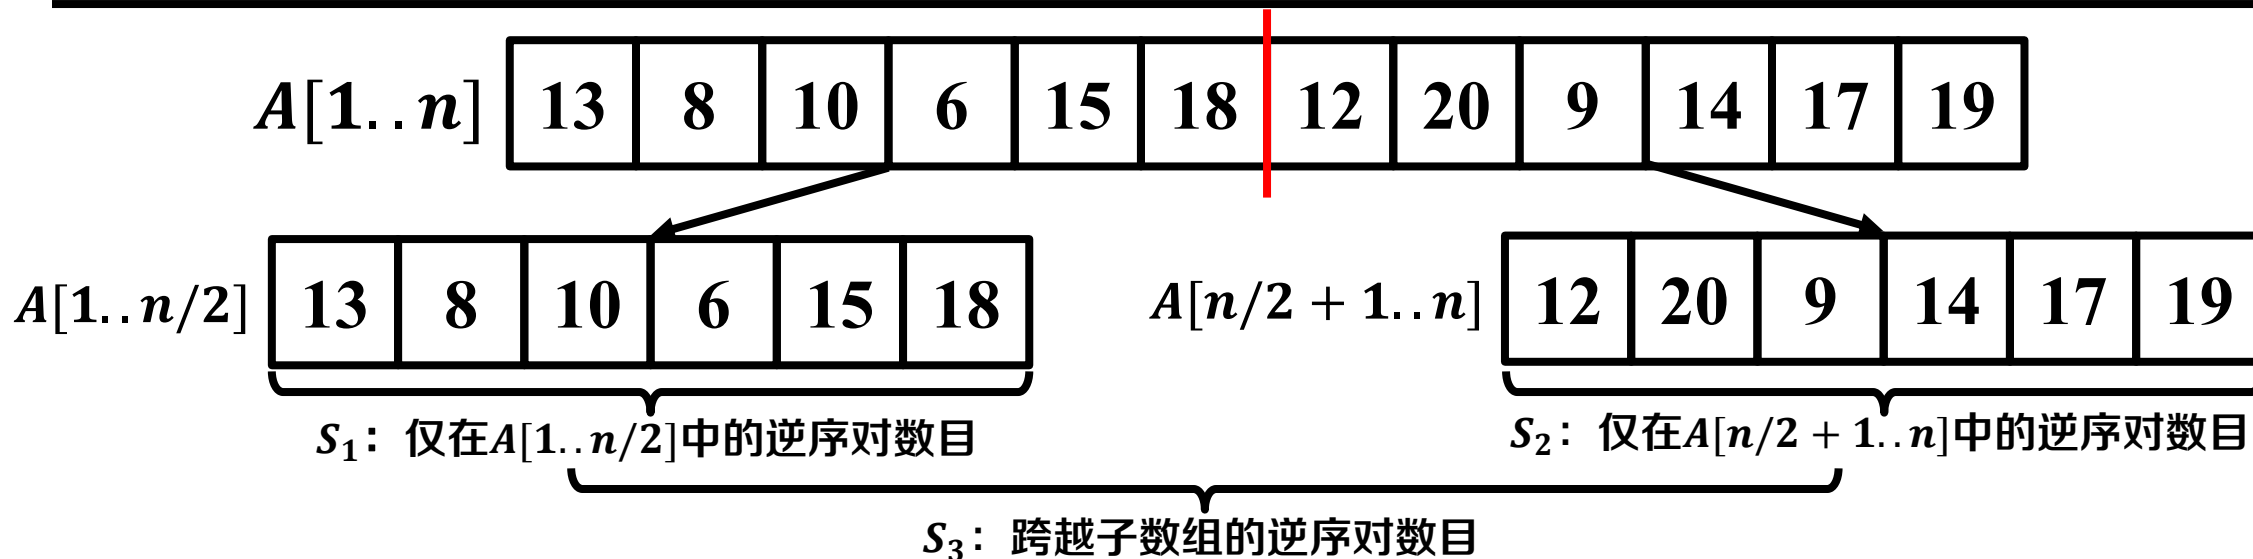 A[1..n] 13 8 10 6 15 18 12 20 9 14 17 19
A[1..n/2] 13 8 10 6 15 18
A[n/2 + 1..n] 12 20 9 14 17 19
S₁：仅在A[1..n/2]中的逆序对数目
S₂：仅在A[n/2 + 1..n]中的逆序对数目
S₃：跨越子数组的逆序对数目